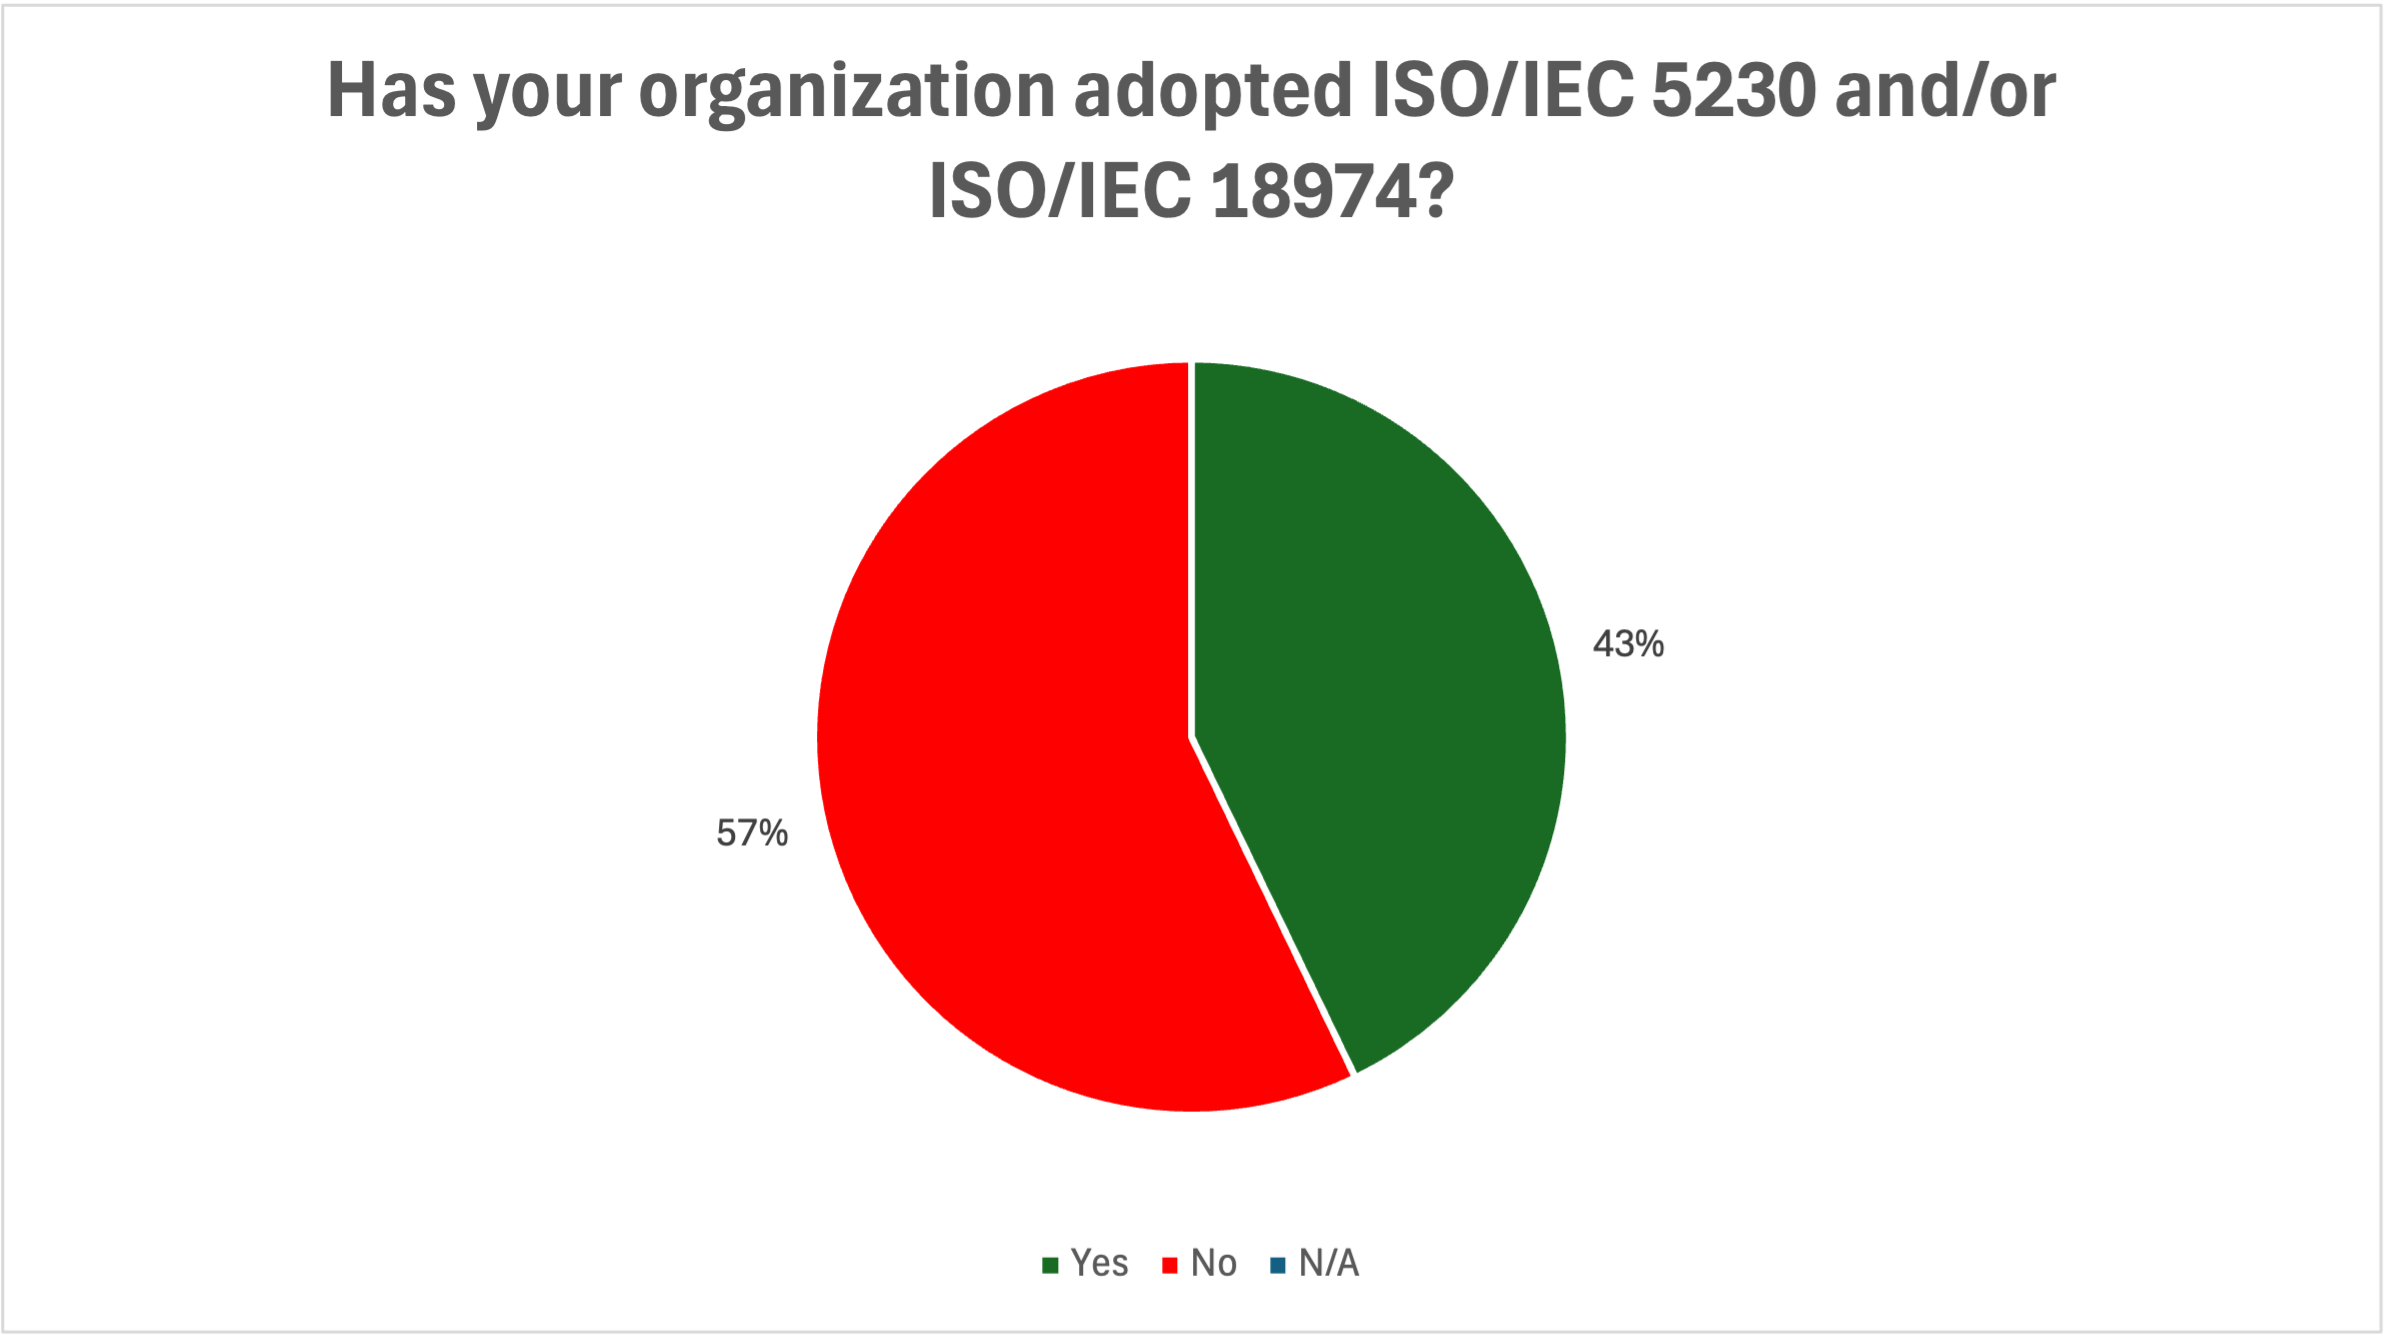 Has your organization adopted ISO/IEC 5230 and/or
ISO/IEC 18974?
43%
57%
Yes No N/A